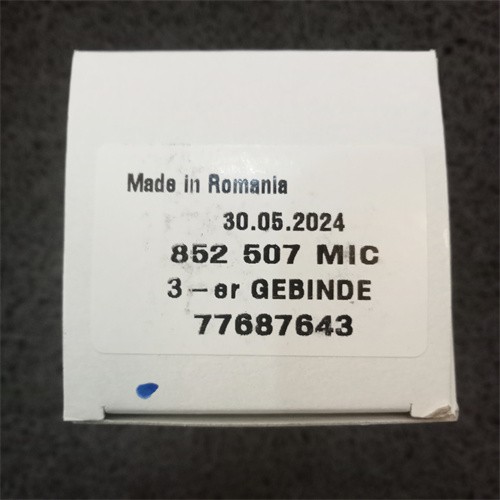 Made in Romania
30.05.2024
852 507 MIC
3-er GEBINDE
77687643